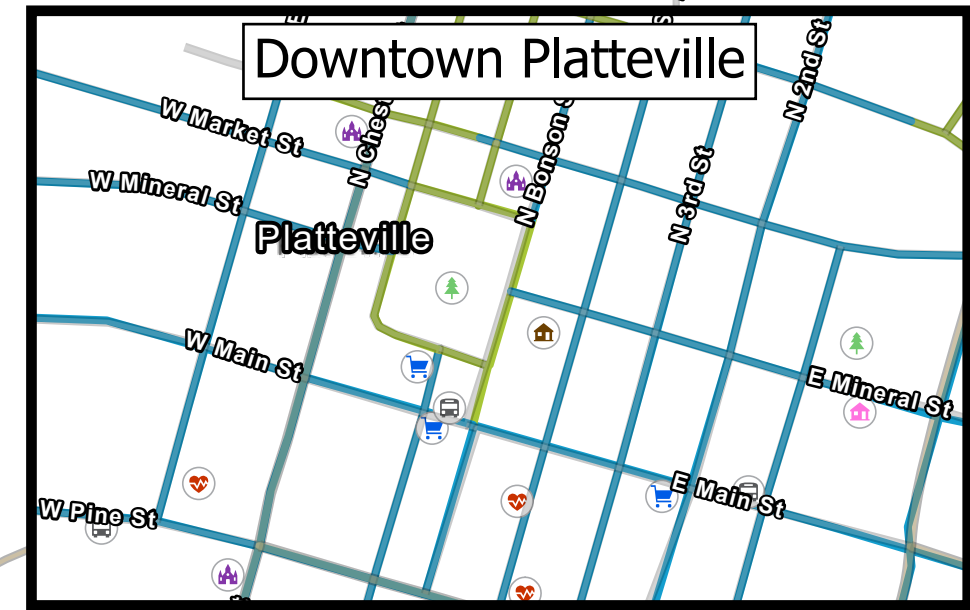 Downtown Platteville
N 2nd St
W Market St
N Chest
N Bonson S
N 3rd St
W Mineral St
Platteville
W Main St
E Mineral St
E Main St
W Pine St